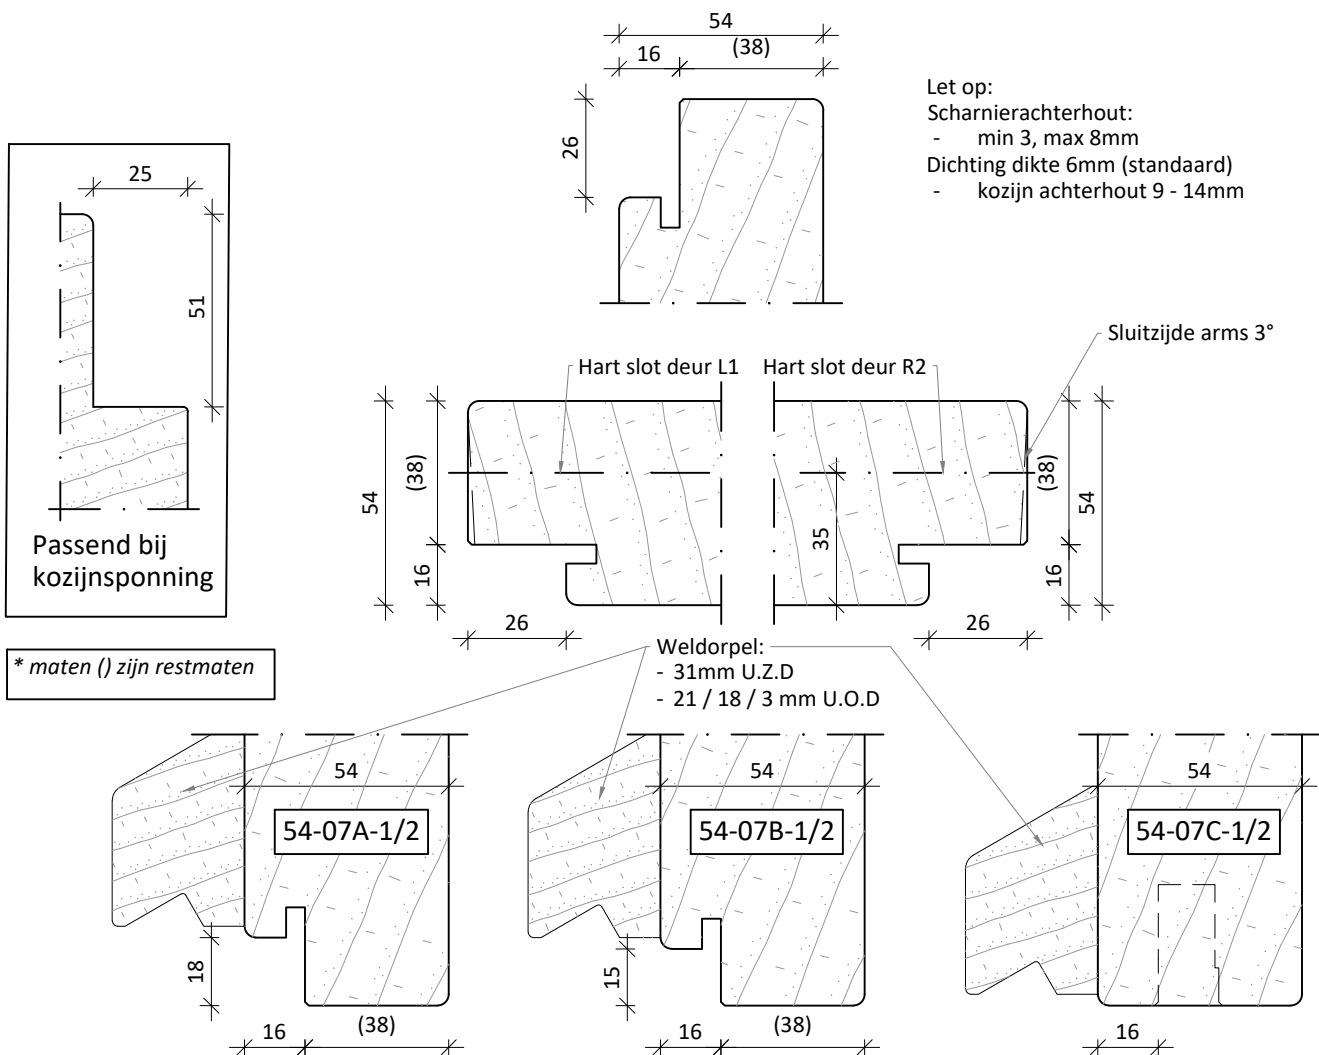 54
16
(38)
26
Let op:
Scharnierachterhout:
- min 3, max 8mm
Dichting dikte 6mm (standaard)
- kozijn achterhout 9 - 14mm
25
51
Passend bij
kozijnsponning
* maten () zijn restmaten
Sluitzijde arms 3°
Hart slot deur L1
Hart slot deur R2
54
(38)
16
26
35
(38)
54
16
26
Weldorpel:
- 31mm U.Z.D
- 21 / 18 / 3 mm U.O.D
54
54-07A-1/2
18
16
(38)
54
54-07B-1/2
15
16
(38)
54
54-07C-1/2
16